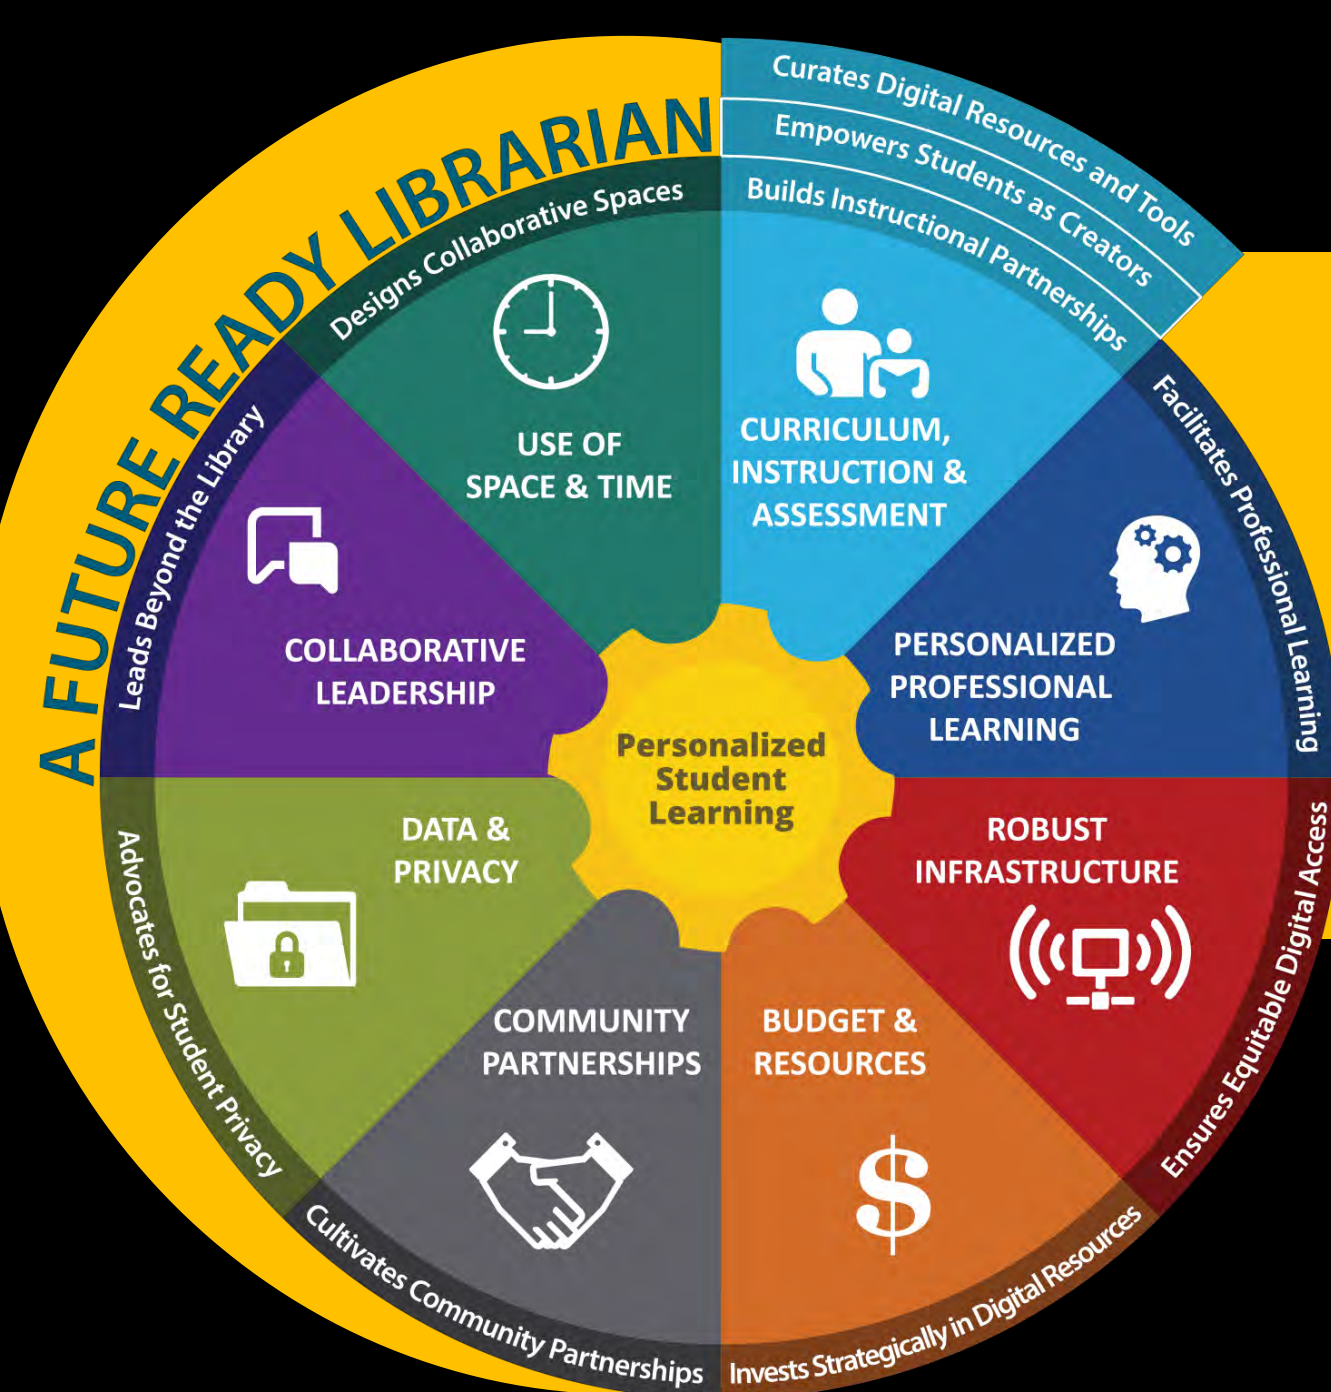 A FUTURE READY LIBRARIAN
Curates Digital Resources and Tools
Empowers Students as Creators
Builds Instructional Partnerships
CURRICULUM,
INSTRUCTION &
ASSESSMENT
Facilitates Professional Learning
PERSONALIZED
PROFESSIONAL
LEARNING
Ensures Equitable Digital Access
ROBUST
INFRASTRUCTURE
Invests Strategically in Digital Resources
BUDGET &
RESOURCES
$
Cultivates Community Partnerships
COMMUNITY
PARTNERSHIPS
Advocates for Student Privacy
DATA &
PRIVACY
Leads Beyond the Library
COLLABORATIVE
LEADERSHIP
Designs Collaborative Spaces
USE OF
SPACE & TIME
Personalized
Student
Learning